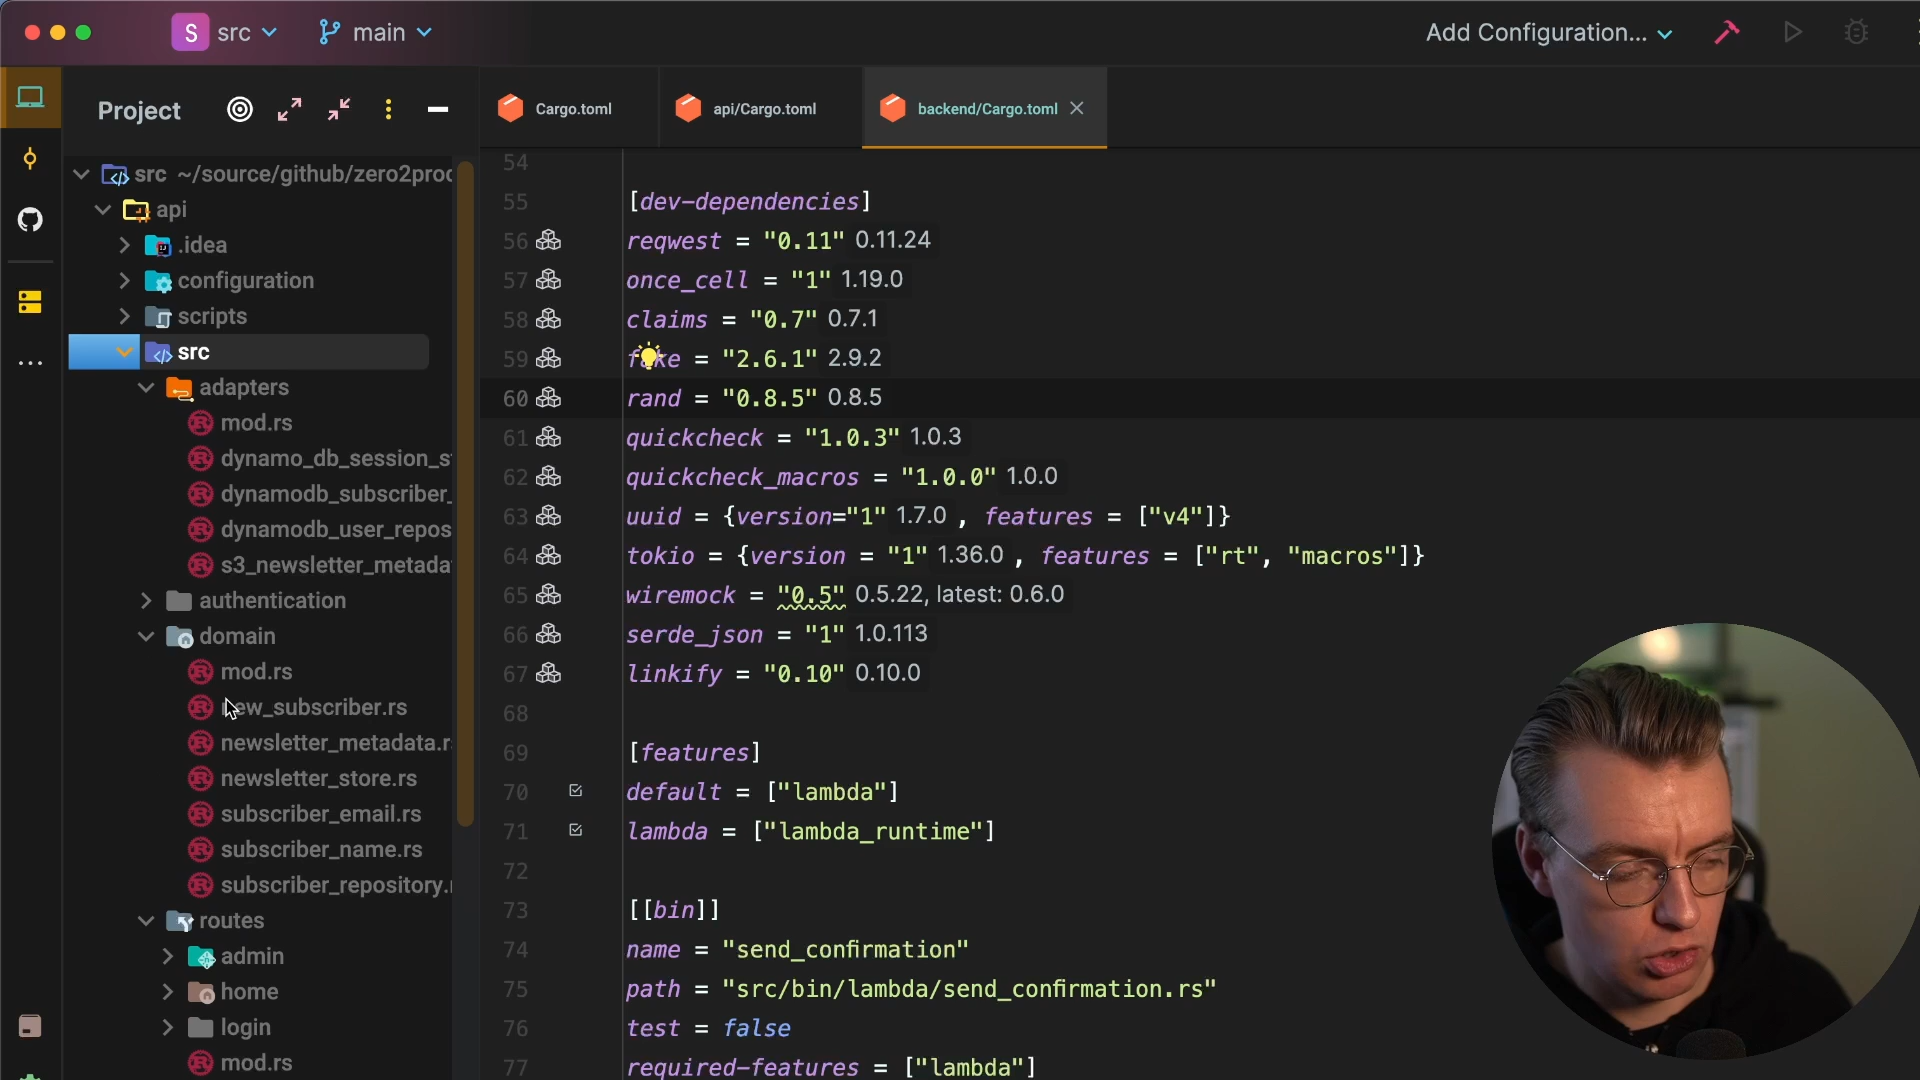 S src main Add Configuration...
Project
Cargo.toml
api/Cargo.toml
backend/Cargo.toml
src ~/source/github/zero2prod
api
.idea
configuration
scripts
src
adapters
mod.rs
dynamo_db_session_s
dynamodb_subscriber_
dynamodb_user_repos
s3_newsletter_metada
authentication
domain
mod.rs
new_subscriber.rs
newsletter_metadata.r
newsletter_store.rs
subscriber_email.rs
subscriber_name.rs
subscriber_repository.
routes
admin
home
login
mod.rs
54
55 [dev-dependencies]
56 reqwest = "0.11" 0.11.24
57 once_cell = "1" 1.19.0
58 claims = "0.7" 0.7.1
59 fake = "2.6.1" 2.9.2
60 rand = "0.8.5" 0.8.5
61 quickcheck = "1.0.3" 1.0.3
62 quickcheck_macros = "1.0.0" 1.0.0
63 uuid = {version="1" 1.7.0 , features = ["v4"]}
64 tokio = {version = "1" 1.36.0 , features = ["rt", "macros"]}
65 wiremock = "0.5" 0.5.22, latest: 0.6.0
66 serde_json = "1" 1.0.113
67 linkify = "0.10" 0.10.0
68
69 [features]
70 default = ["lambda"]
71 lambda = ["lambda_runtime"]
72
73 [[bin]]
74 name = "send_confirmation"
75 path = "src/bin/lambda/send_confirmation.rs"
76 test = false
77 required-features = ["lambda"]